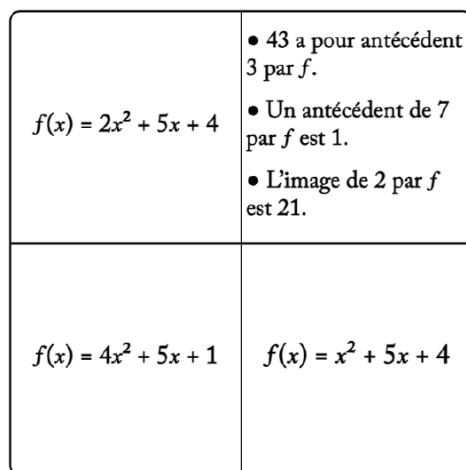 f(x) = 2x² + 5x + 4
• 43 a pour antécédent
3 par f.
• Un antécédent de 7
par f est 1.
• L'image de 2 par f
est 21.
f(x) = 4x² + 5x + 1
f(x) = x² + 5x + 4